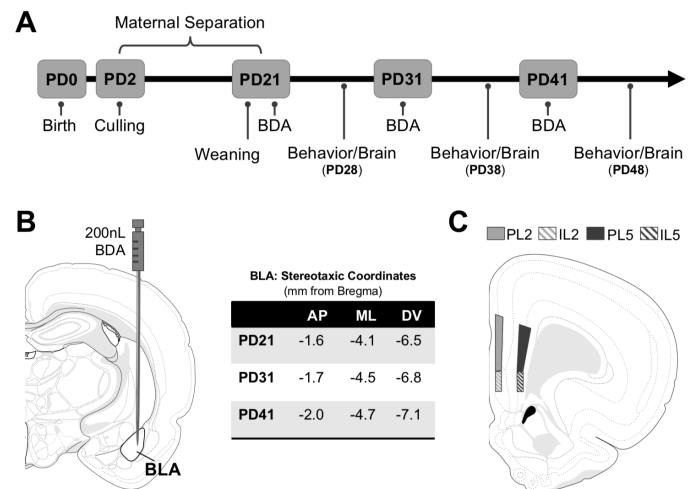 A
Maternal Separation
PD0 PD2 PD21 PD31 PD41
Birth Culling BDA BDA BDA
Weaning Behavior/Brain Behavior/Brain Behavior/Brain
(PD28) (PD38) (PD48)
B
200nL
BDA
BLA
BLA: Stereotaxic Coordinates
(mm from Bregma)
AP ML DV
PD21 -1.6 -4.1 -6.5
PD31 -1.7 -4.5 -6.8
PD41 -2.0 -4.7 -7.1
C
PL2 IL2 PL5 IL5